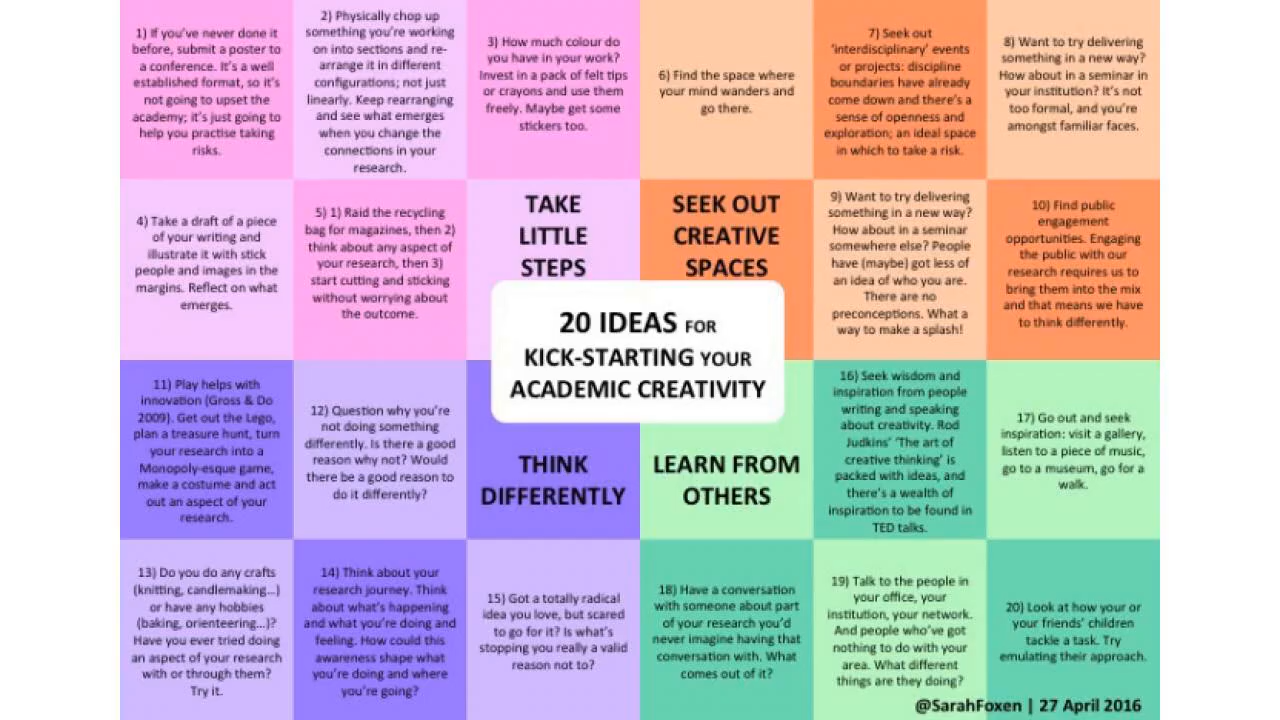 1) If you've never done it
before, submit a poster to
a conference. It's a well
established format, so it's
not going to upset the
academy; it's just going to
help you practise taking
risks.
2) Physically chop up
something you're working
on into sections and re-
arrange it in different
configurations; not just
linearly. Keep rearranging
and see what emerges
when you change the
connections in your
research.
3) How much colour do
you have in your work?
Invest in a pack of felt tips
or crayons and use them
freely. Maybe get some
stickers too.
6) Find the space where
your mind wanders and
go there.
7) Seek out
'interdisciplinary' events
or projects: discipline
boundaries have already
come down and there's a
sense of openness and
exploration; an ideal space
in which to take a risk.
8) Want to try delivering
something in a new way?
How about in a seminar in
your institution? It's not
too formal, and you're
amongst familiar faces.
4) Take a draft of a piece
of your writing and
illustrate it with stick
people and images in the
margins. Reflect on what
emerges.
5) 1) Raid the recycling
bag for magazines, then 2)
think about any aspect of
your research, then 3)
start cutting and sticking
without worrying about
the outcome.
TAKE
LITTLE
STEPS
SEEK OUT
CREATIVE
SPACES
9) Want to try delivering
something in a new way?
How about in a seminar
somewhere else? People
have (maybe) got less of
an idea of who you are.
There are no
preconceptions. What a
way to make a splash!
10) Find public
engagement
opportunities. Engaging
the public with our
research requires us to
bring them into the mix
and that means we have
to think differently.
20 IDEAS FOR
KICK-STARTING YOUR
ACADEMIC CREATIVITY
11) Play helps with
innovation (Gross & Do
2009). Get out the Lego,
plan a treasure hunt, turn
your research into a
Monopoly-esque game,
make a costume and act
out an aspect of your
research.
12) Question why you're
not doing something
differently. Is there a good
reason why not? Would
there be a good reason to
do it differently?
THINK
DIFFERENTLY
LEARN FROM
OTHERS
16) Seek wisdom and
inspiration from people
writing and speaking
about creativity. Rod
Judkins' 'The art of
creative thinking' is
packed with ideas, and
there's a wealth of
inspiration to be found in
TED talks.
17) Go out and seek
inspiration: visit a gallery,
listen to a piece of music,
go to a museum, go for a
walk.
13) Do you do any crafts
(knitting, candlemaking...)
or have any hobbies
(baking, orienteering...)?
Have you ever tried doing
an aspect of your research
with or through them?
Try it.
14) Think about your
research journey. Think
about what's happening
and what you're doing and
feeling. How could this
awareness shape what
you're doing and where
you're going?
15) Got a totally radical
idea you love, but scared
to go for it? Is what's
stopping you really a valid
reason not to?
18) Have a conversation
with someone about part
of your research you'd
never imagine having that
conversation with. What
comes out of it?
19) Talk to the people in
your office, your
institution, your network.
And people who've got
nothing to do with your
area. What different
things are they doing?
20) Look at how your or
your friends' children
tackle a task. Try
emulating their approach.
@SarahFoxen | 27 April 2016